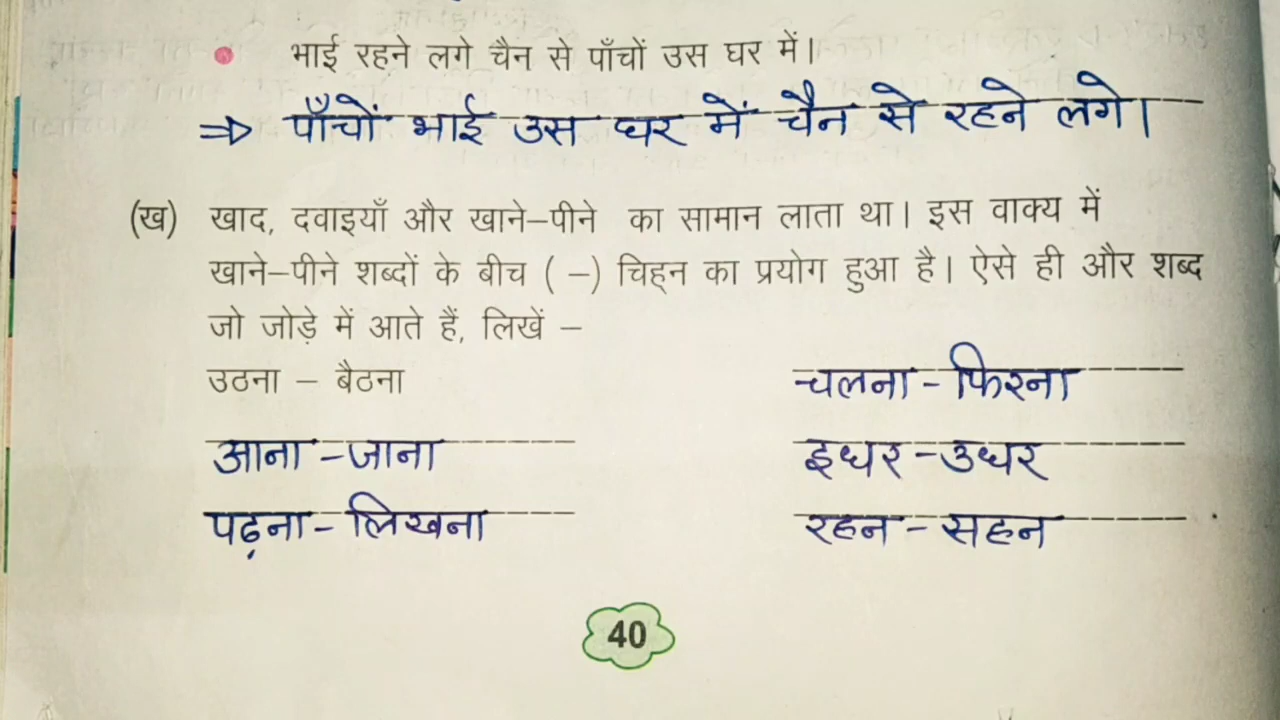 भाई रहने लगे चैन से पाँचों उस घर में।
⇒ पाँचों भाई उस घर में चैन से रहने लगे।
(ख) खाद, दवाइयाँ और खाने–पीने का सामान लाता था। इस वाक्य में
खाने–पीने शब्दों के बीच ( –) चिह्न का प्रयोग हुआ है। ऐसे ही और शब्द
जो जोड़े में आते हैं, लिखें –
उठना – बैठना चलना - फिरना
आना - जाना इधर - उधर
पढ़ना - लिखना रहन - सहन
40